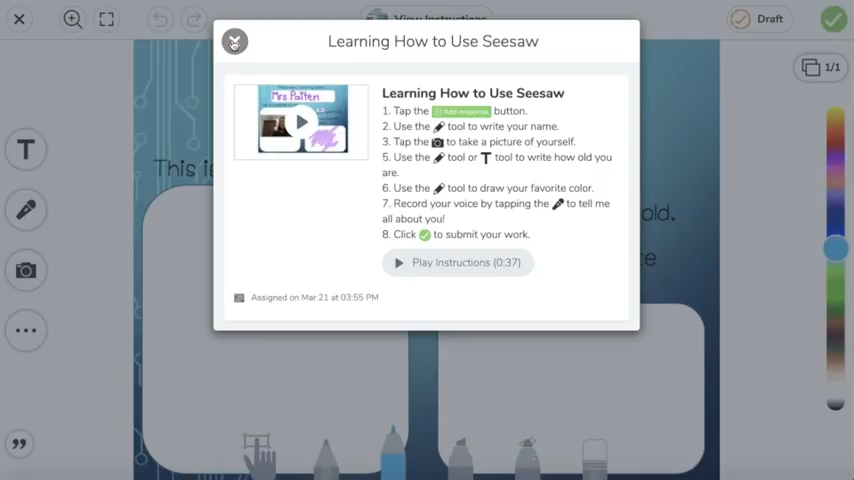 View Instructions
Draft
Learning How to Use Seesaw
1/1
Mrs Patten
Learning How to Use Seesaw
1. Tap the Add response button.
2. Use the tool to write your name.
3. Tap the to take a picture of yourself.
5. Use the tool or T tool to write how old you
are.
6. Use the tool to draw your favorite color.
7. Record your voice by tapping the to tell me
all about you!
8. Click to submit your work.
Play Instructions (0:37)
Assigned on Mar 21 at 03:55 PM
T
This i
old.
e